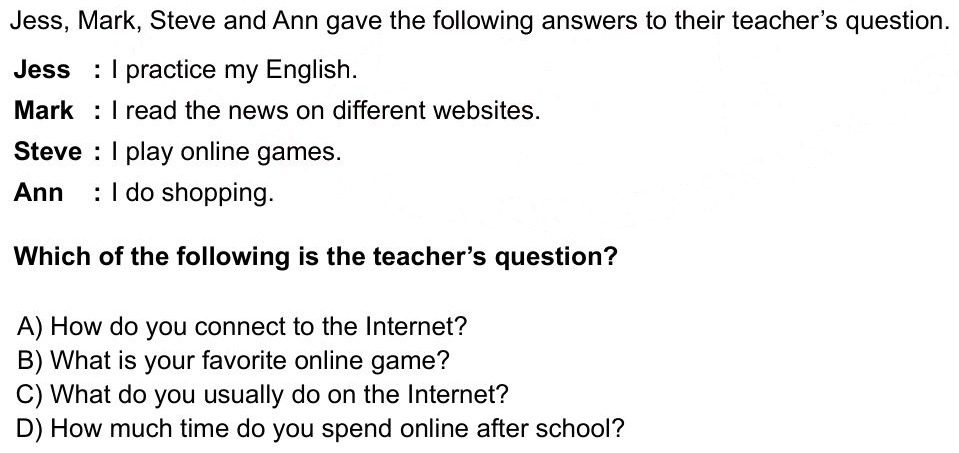 Jess, Mark, Steve and Ann gave the following answers to their teacher’s question.
Jess : I practice my English.
Mark : I read the news on different websites.
Steve : I play online games.
Ann : I do shopping.
Which of the following is the teacher’s question?
A) How do you connect to the Internet?
B) What is your favorite online game?
C) What do you usually do on the Internet?
D) How much time do you spend online after school?